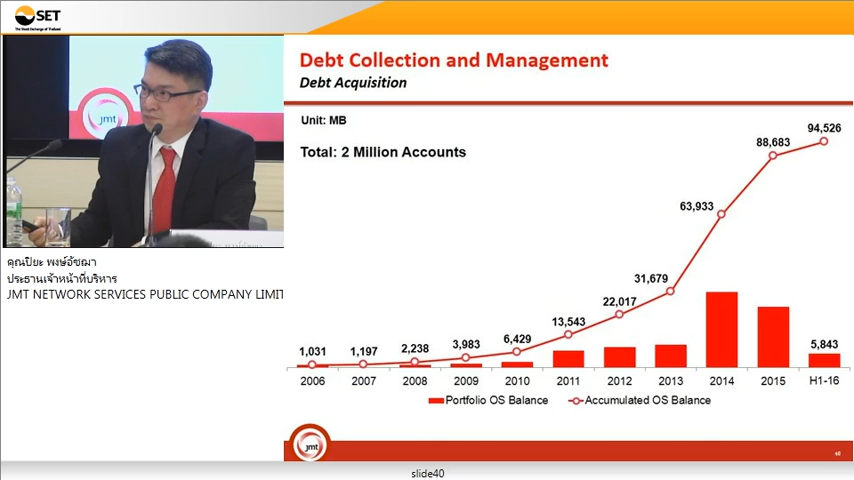 SET
The Stock Exchange of Thailand
jmt
คุณปิยะ พงษ์อัชฌา
ประธานเจ้าหน้าที่บริหาร
JMT NETWORK SERVICES PUBLIC COMPANY LIMIT
Debt Collection and Management
Debt Acquisition
Unit: MB
Total: 2 Million Accounts
1,031
1,197
2,238
3,983
6,429
13,543
22,017
31,679
63,933
88,683
94,526
5,843
2006 2007 2008 2009 2010 2011 2012 2013 2014 2015 H1-16
Portfolio OS Balance Accumulated OS Balance
jmt
40
slide40